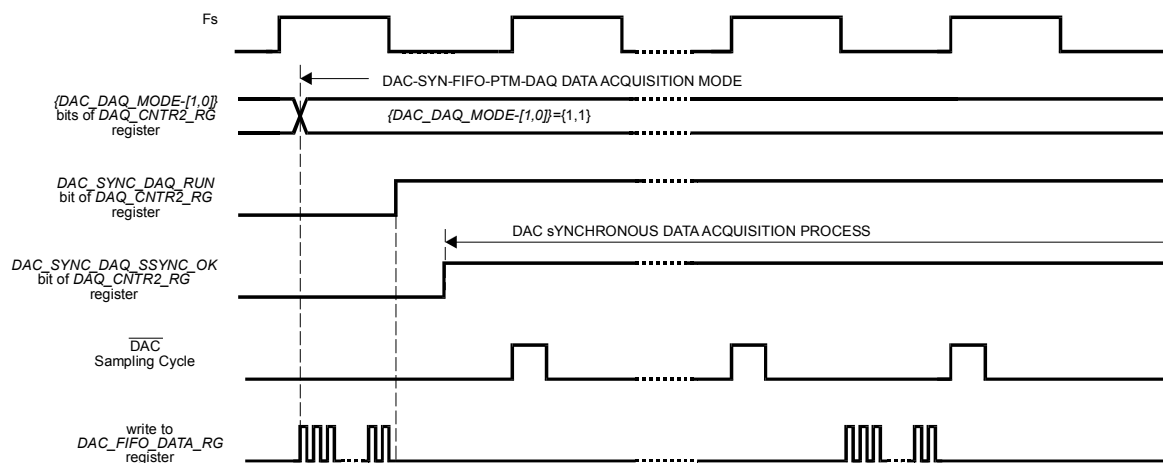 Fs
DAC-SYN-FIFO-PTM-DAQ DATA ACQUISITION MODE
{DAC_DAQ_MODE-[1,0]}
bits of DAQ_CNTR2_RG
register
{DAC_DAQ_MODE-[1,0]}={1,1}
DAC_SYNC_DAQ_RUN
bit of DAQ_CNTR2_RG
register
DAC sYNCHRONOUS DATA ACQUISITION PROCESS
DAC_SYNC_DAQ_SSYNC_OK
bit of DAQ_CNTR2_RG
register
DAC
Sampling Cycle
write to
DAC_FIFO_DATA_RG
register